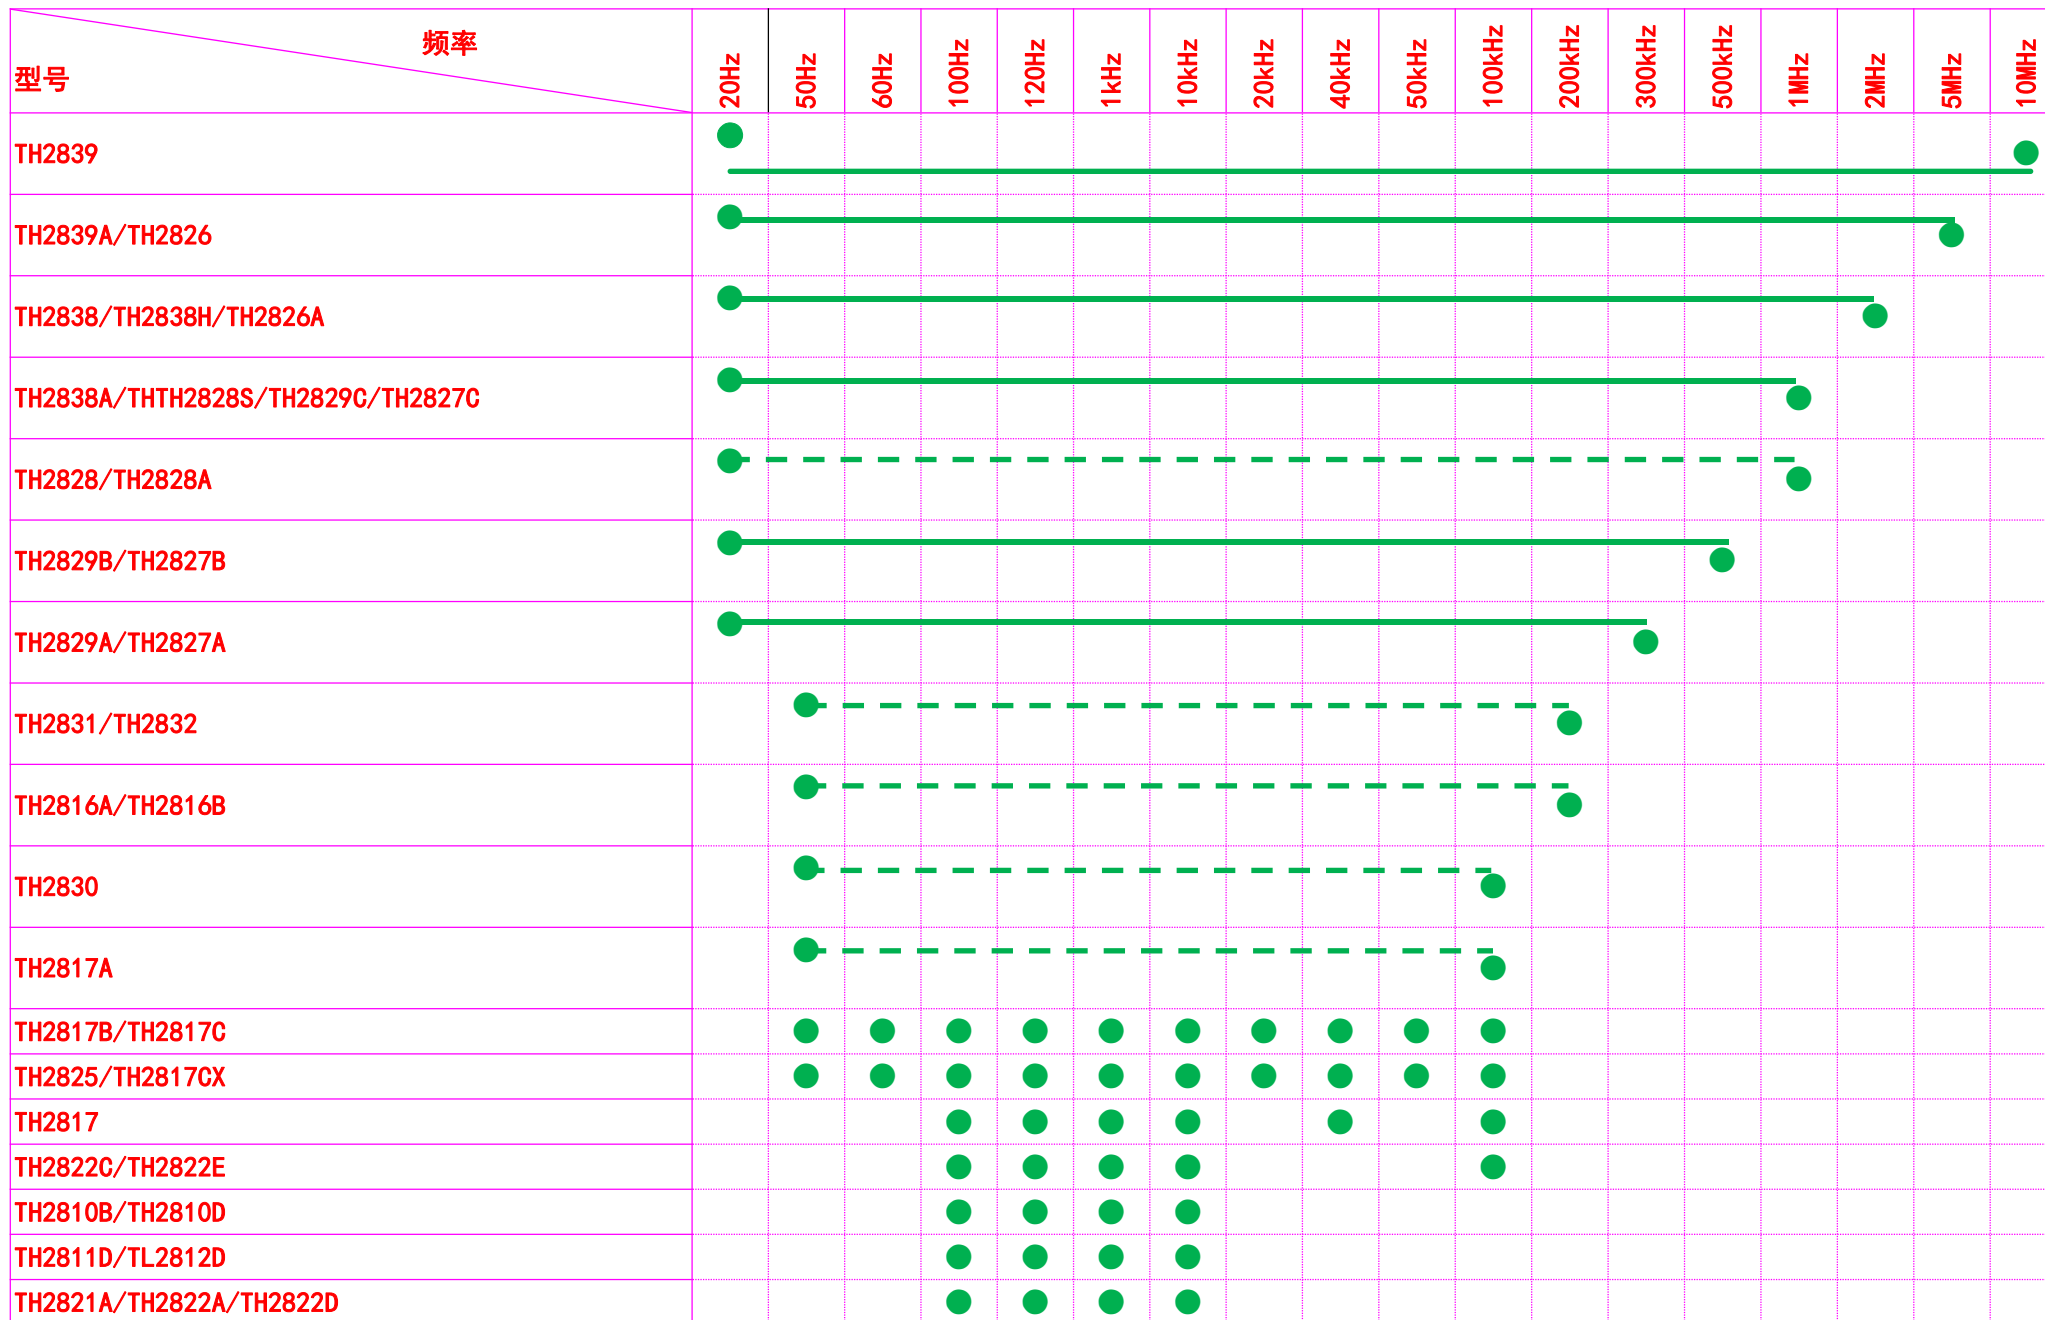 频率
型号
20Hz
50Hz
60Hz
100Hz
120Hz
1kHz
10kHz
20kHz
40kHz
50kHz
100kHz
200kHz
300kHz
500kHz
1MHz
2MHz
5MHz
10MHz
TH2839
TH2839A/TH2826
TH2838/TH2838H/TH2826A
TH2838A/THTH2828S/TH2829C/TH2827C
TH2828/TH2828A
TH2829B/TH2827B
TH2829A/TH2827A
TH2831/TH2832
TH2816A/TH2816B
TH2830
TH2817A
TH2817B/TH2817C
TH2825/TH2817CX
TH2817
TH2822C/TH2822E
TH2810B/TH2810D
TH2811D/TL2812D
TH2821A/TH2822A/TH2822D